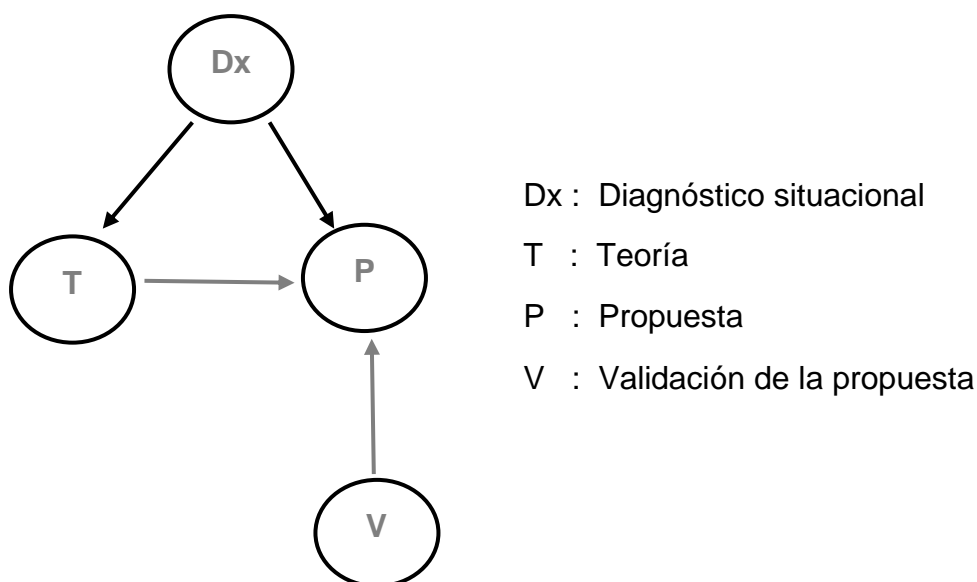 Dx
T
P
V
Dx : Diagnóstico situacional
T : Teoría
P : Propuesta
V : Validación de la propuesta